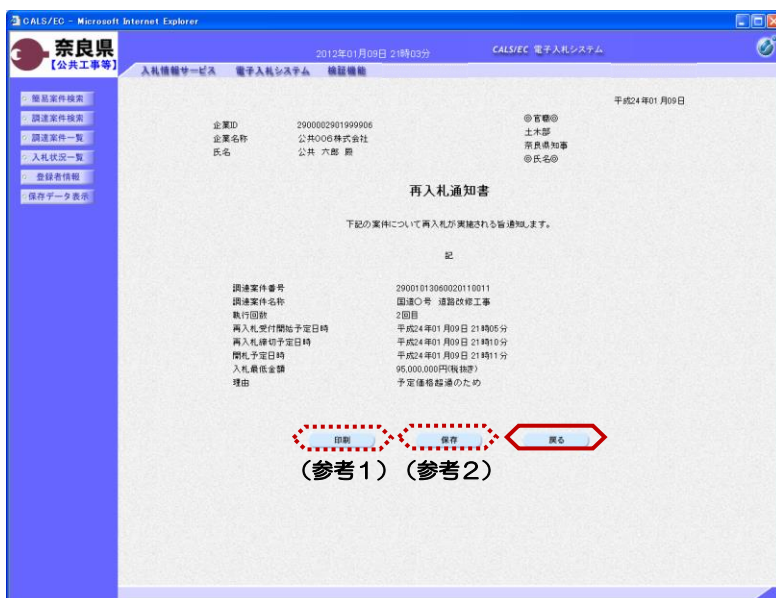 CALS/EC - Microsoft Internet Explorer
奈良県
【公共工事等】
2012年01月09日 21時03分
CALS/EC 電子入札システム
入札情報サービス 電子入札システム 検証機能
簡易案件検索
調達案件検索
調達案件一覧
入札状況一覧
登録者情報
保存データ表示
平成24年01月09日
企業ID 2900002901999906
企業名称 公共006株式会社
氏名 公共 六郎 殿
◎官職◎
土木部
奈良県知事
◎氏名◎
再入札通知書
下記の案件について再入札が実施される旨通知します。
記
調達案件番号 29001013060020110011
調達案件名称 国道○号 道路改修工事
執行回数 2回目
再入札受付開始予定日時 平成24年01月09日 21時05分
再入札締切予定日時 平成24年01月09日 21時10分
開札予定日時 平成24年01月09日 21時11分
入札最低金額 95,000,000円(税抜き)
理由 予定価格超過のため
印刷 保存 戻る
(参考1) (参考2)